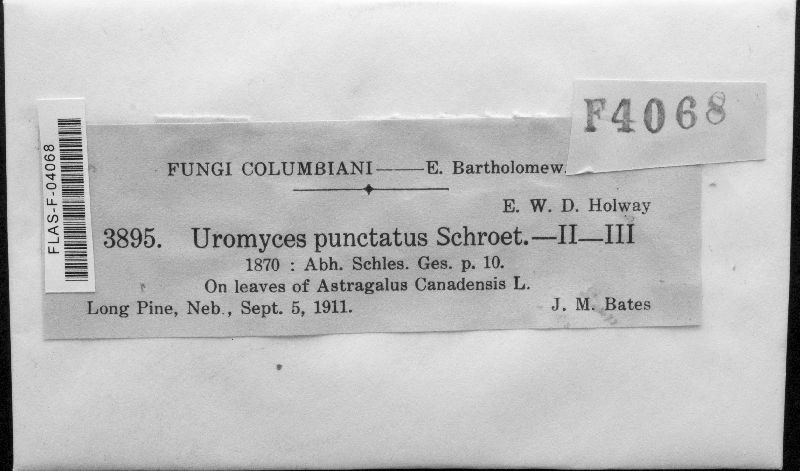 F4068
FLAS-F-04068
FUNGI COLUMBIANI——E. Bartholomew.
E. W. D. Holway
3895. Uromyces punctatus Schroet.—II—III
1870 : Abh. Schles. Ges. p. 10.
On leaves of Astragalus Canadensis L.
Long Pine, Neb., Sept. 5, 1911. J. M. Bates